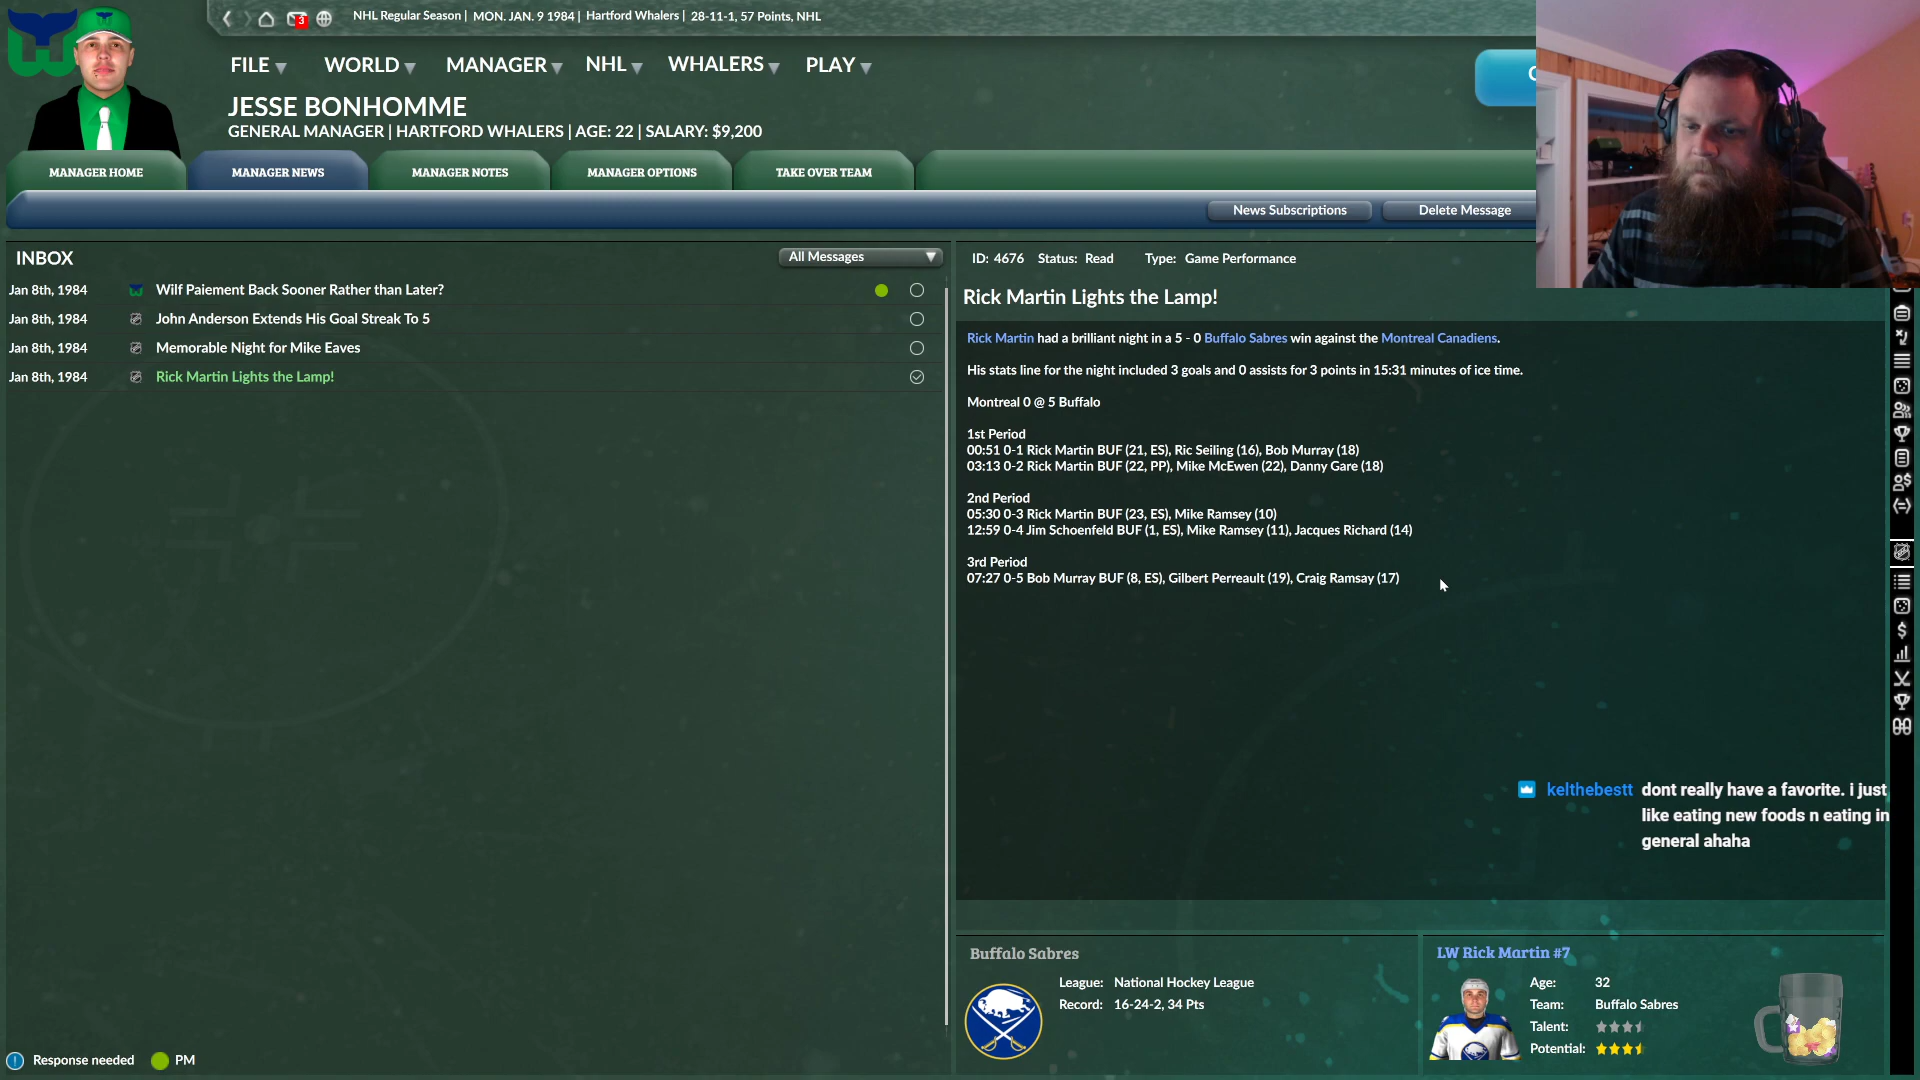 3
NHL Regular Season | MON. JAN. 9 1984 | Hartford Whalers | 28-11-1, 57 Points, NHL
FILE WORLD MANAGER NHL WHALERS PLAY
JESSE BONHOMME
GENERAL MANAGER | HARTFORD WHALERS | AGE: 22 | SALARY: $9,200
MANAGER HOME MANAGER NEWS MANAGER NOTES MANAGER OPTIONS TAKE OVER TEAM
News Subscriptions Delete Message
INBOX All Messages
Jan 8th, 1984 Wilf Paiement Back Sooner Rather than Later?
Jan 8th, 1984 John Anderson Extends His Goal Streak To 5
Jan 8th, 1984 Memorable Night for Mike Eaves
Jan 8th, 1984 Rick Martin Lights the Lamp!
ID: 4676 Status: Read Type: Game Performance
Rick Martin Lights the Lamp!
Rick Martin had a brilliant night in a 5 - 0 Buffalo Sabres win against the Montreal Canadiens.
His stats line for the night included 3 goals and 0 assists for 3 points in 15:31 minutes of ice time.
Montreal 0 @ 5 Buffalo
1st Period
00:51 0-1 Rick Martin BUF (21, ES), Ric Seiling (16), Bob Murray (18)
03:13 0-2 Rick Martin BUF (22, PP), Mike McEwen (22), Danny Gare (18)
2nd Period
05:30 0-3 Rick Martin BUF (23, ES), Mike Ramsey (10)
12:59 0-4 Jim Schoenfeld BUF (1, ES), Mike Ramsey (11), Jacques Richard (14)
3rd Period
07:27 0-5 Bob Murray BUF (8, ES), Gilbert Perreault (19), Craig Ramsay (17)
kelthebestt dont really have a favorite. i just
like eating new foods n eating in
general ahaha
Buffalo Sabres
League: National Hockey League
Record: 16-24-2, 34 Pts
LW Rick Martin #7
Age: 32
Team: Buffalo Sabres
Talent:
Potential:
Response needed PM